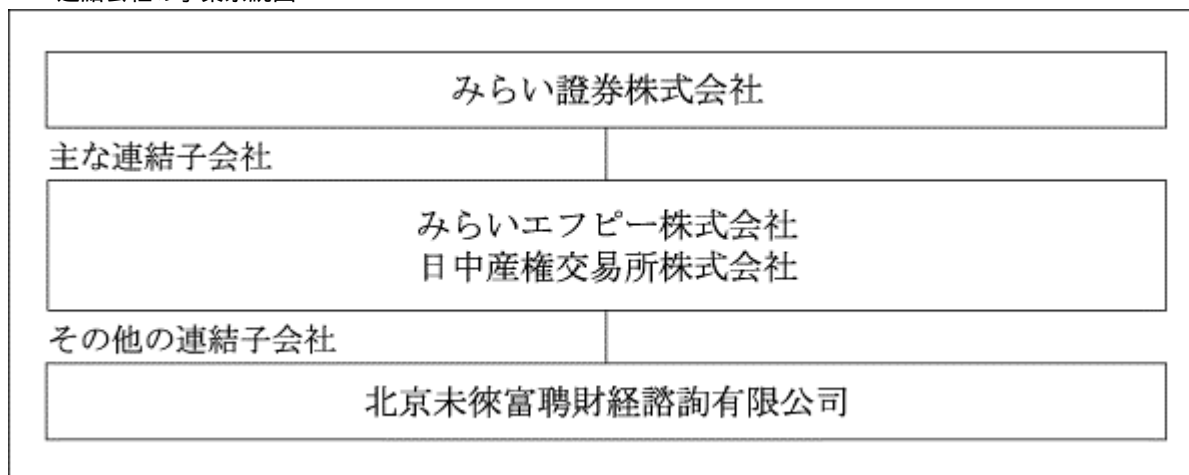 みらい證券株式会社
主な連結子会社
みらいエフピー株式会社
日中産権交易所株式会社
その他の連結子会社
北京未徠富聘財経諮詢有限公司